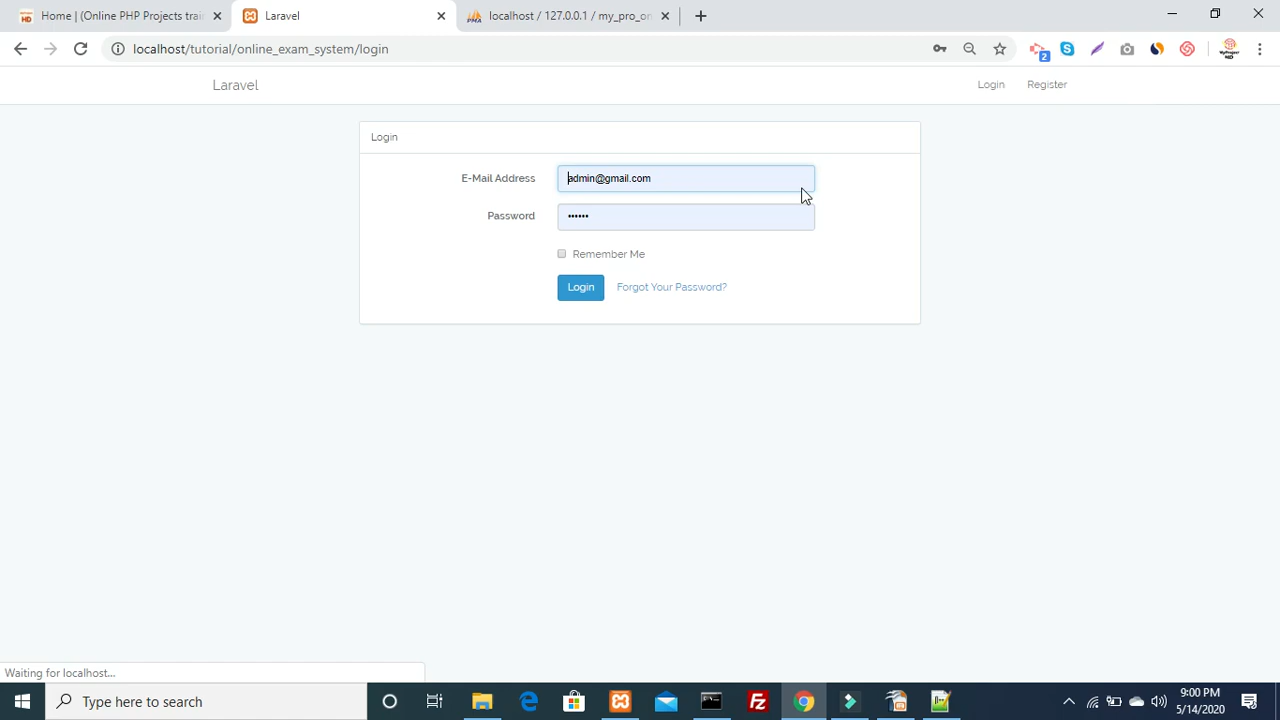 Home | (Online PHP Projects train
Laravel
localhost / 127.0.0.1 / my_pro_on
localhost/tutorial/online_exam_system/login
2
Laravel
Login
Register
Login
E-Mail Address
admin@gmail.com
Password
••••••
Remember Me
Login
Forgot Your Password?
Waiting for localhost...
Type here to search
9:00 PM
5/14/2020